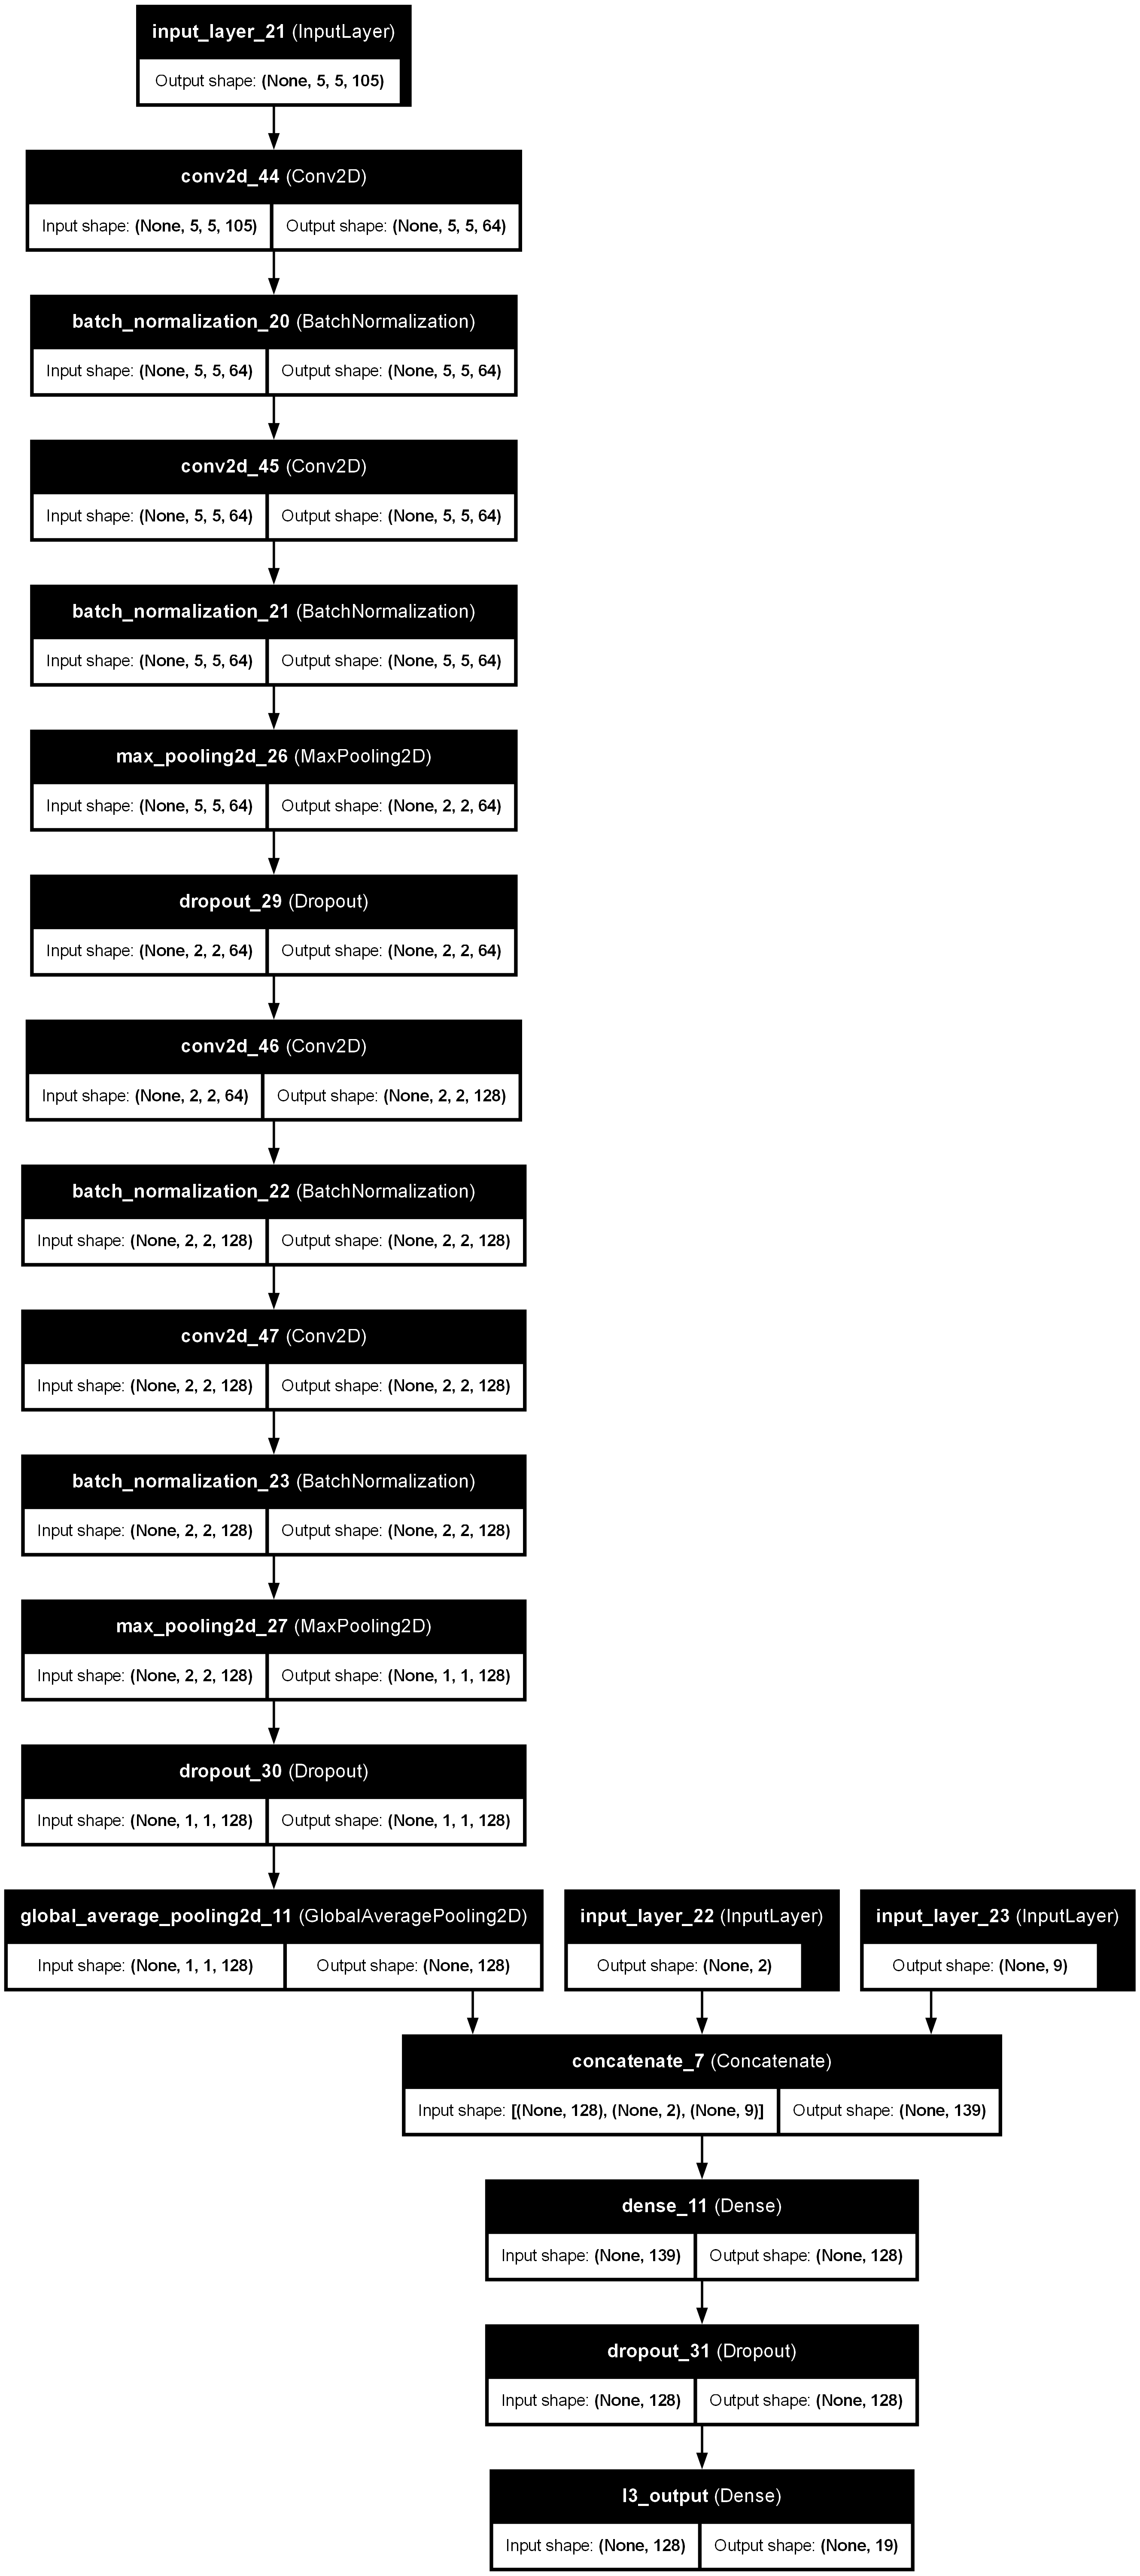 input_layer_21 (InputLayer)
Output shape: (None, 5, 5, 105)
conv2d_44 (Conv2D)
Input shape: (None, 5, 5, 105) Output shape: (None, 5, 5, 64)
batch_normalization_20 (BatchNormalization)
Input shape: (None, 5, 5, 64) Output shape: (None, 5, 5, 64)
conv2d_45 (Conv2D)
Input shape: (None, 5, 5, 64) Output shape: (None, 5, 5, 64)
batch_normalization_21 (BatchNormalization)
Input shape: (None, 5, 5, 64) Output shape: (None, 5, 5, 64)
max_pooling2d_26 (MaxPooling2D)
Input shape: (None, 5, 5, 64) Output shape: (None, 2, 2, 64)
dropout_29 (Dropout)
Input shape: (None, 2, 2, 64) Output shape: (None, 2, 2, 64)
conv2d_46 (Conv2D)
Input shape: (None, 2, 2, 64) Output shape: (None, 2, 2, 128)
batch_normalization_22 (BatchNormalization)
Input shape: (None, 2, 2, 128) Output shape: (None, 2, 2, 128)
conv2d_47 (Conv2D)
Input shape: (None, 2, 2, 128) Output shape: (None, 2, 2, 128)
batch_normalization_23 (BatchNormalization)
Input shape: (None, 2, 2, 128) Output shape: (None, 2, 2, 128)
max_pooling2d_27 (MaxPooling2D)
Input shape: (None, 2, 2, 128) Output shape: (None, 1, 1, 128)
dropout_30 (Dropout)
Input shape: (None, 1, 1, 128) Output shape: (None, 1, 1, 128)
global_average_pooling2d_11 (GlobalAveragePooling2D)
Input shape: (None, 1, 1, 128) Output shape: (None, 128)
input_layer_22 (InputLayer)
Output shape: (None, 2)
input_layer_23 (InputLayer)
Output shape: (None, 9)
concatenate_7 (Concatenate)
Input shape: [(None, 128), (None, 2), (None, 9)] Output shape: (None, 139)
dense_11 (Dense)
Input shape: (None, 139) Output shape: (None, 128)
dropout_31 (Dropout)
Input shape: (None, 128) Output shape: (None, 128)
l3_output (Dense)
Input shape: (None, 128) Output shape: (None, 19)